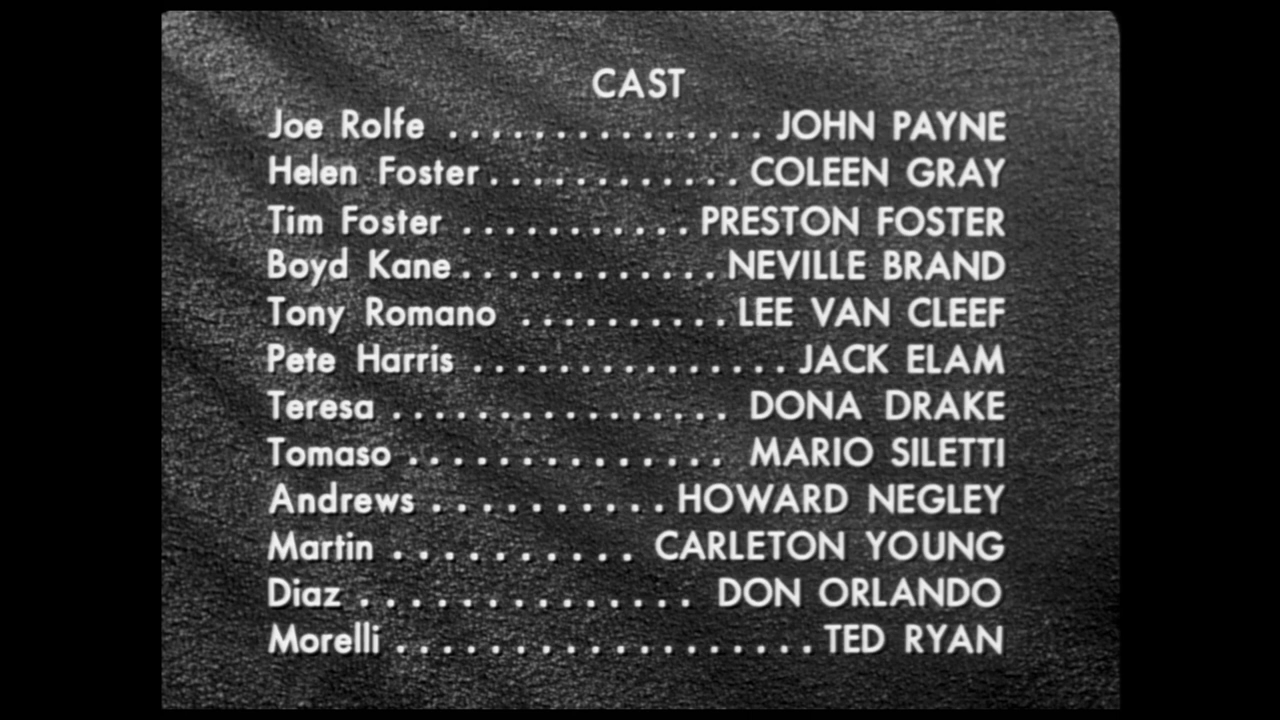 CAST
Joe Rolfe . . . . . . . . . . . . . . . JOHN PAYNE
Helen Foster . . . . . . . . . . . . COLEEN GRAY
Tim Foster . . . . . . . . . . . PRESTON FOSTER
Boyd Kane . . . . . . . . . . . . NEVILLE BRAND
Tony Romano . . . . . . . . . . LEE VAN CLEEF
Pete Harris . . . . . . . . . . . . . . . JACK ELAM
Teresa . . . . . . . . . . . . . . . . DONA DRAKE
Tomaso . . . . . . . . . . . . . . MARIO SILETTI
Andrews . . . . . . . . . . . HOWARD NEGLEY
Martin . . . . . . . . . . . CARLETON YOUNG
Diaz . . . . . . . . . . . . . . . DON ORLANDO
Morelli . . . . . . . . . . . . . . . . . . . TED RYAN